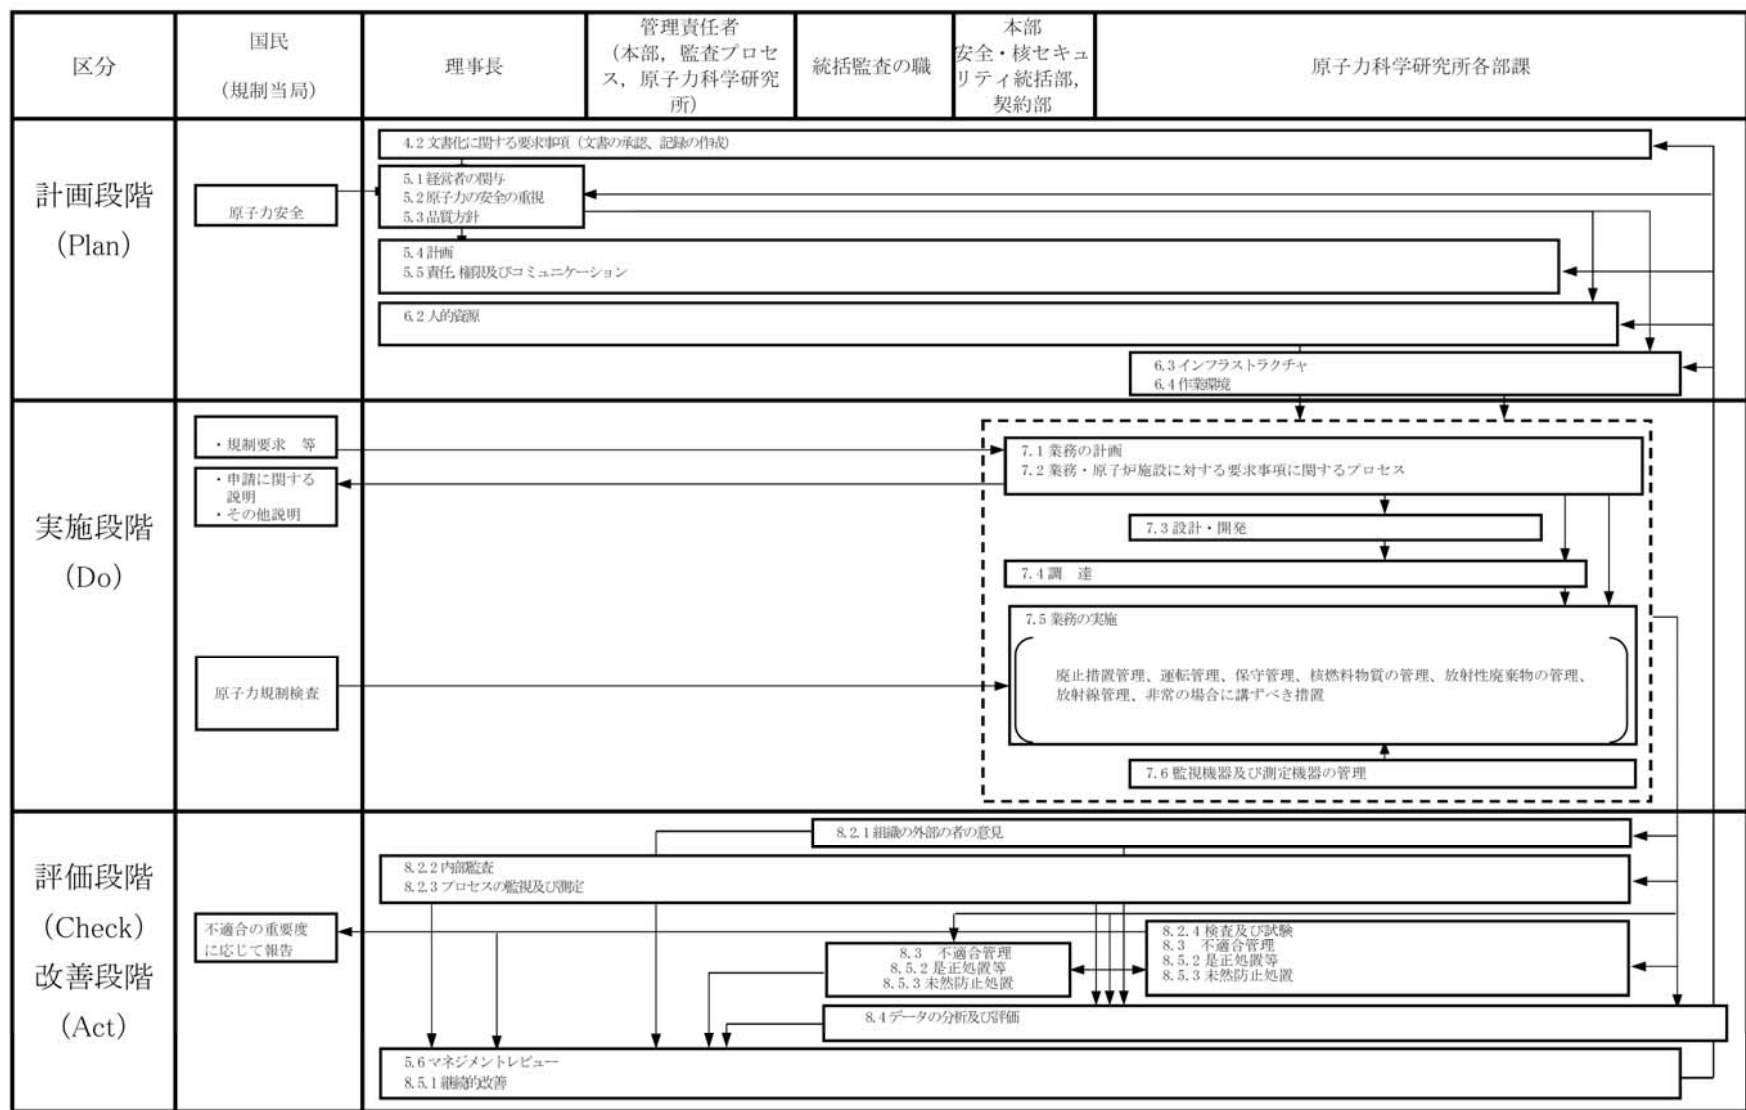 区分
国民
（規制当局）
理事長
管理責任者
（本部，監査プロセ
ス，原子力科学研究
所）
統括監査の職
本部
安全・核セキュ
リティ統括部，
契約部
原子力科学研究所各部課
計画段階
（Plan）
原子力安全
4.2 文書化に関する要求事項（文書の承認、記録の作成）
5.1 経営者の関与
5.2 原子力の安全の重視
5.3 品質方針
5.4 計画
5.5 責任, 権限及びコミュニケーション
6.2 人的資源
6.3 インフラストラクチャ
6.4 作業環境
実施段階
（Do）
・規制要求　等
・申請に関する
説明
・その他説明
原子力規制検査
7.1 業務の計画
7.2 業務・原子炉施設に対する要求事項に関するプロセス
7.3 設計・開発
7.4 調　達
7.5 業務の実施
廃止措置管理、運転管理、保守管理、核燃料物質の管理、放射性廃棄物の管理、
放射線管理、非常の場合に講ずべき措置
7.6 監視機器及び測定機器の管理
評価段階
（Check）
改善段階
（Act）
不適合の重要度
に応じて報告
8.2.1 組織の外部の者の意見
8.2.2 内部監査
8.2.3 プロセスの監視及び測定
8.3　不適合管理
8.5.2 是正処置等
8.5.3 未然防止処置
8.2.4 検査及び試験
8.3　不適合管理
8.5.2 是正処置等
8.5.3 未然防止処置
8.4 データの分析及び評価
5.6 マネジメントレビュー
8.5.1 継続的改善